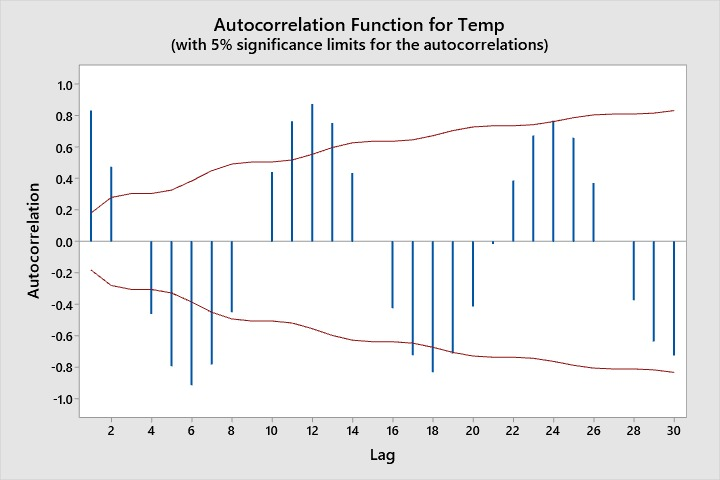 Autocorrelation Function for Temp
(with 5% significance limits for the autocorrelations)
1.0
0.8
0.6
0.4
0.2
0.0
-0.2
-0.4
-0.6
-0.8
-1.0
Autocorrelation
2 4 6 8 10 12 14 16 18 20 22 24 26 28 30
Lag